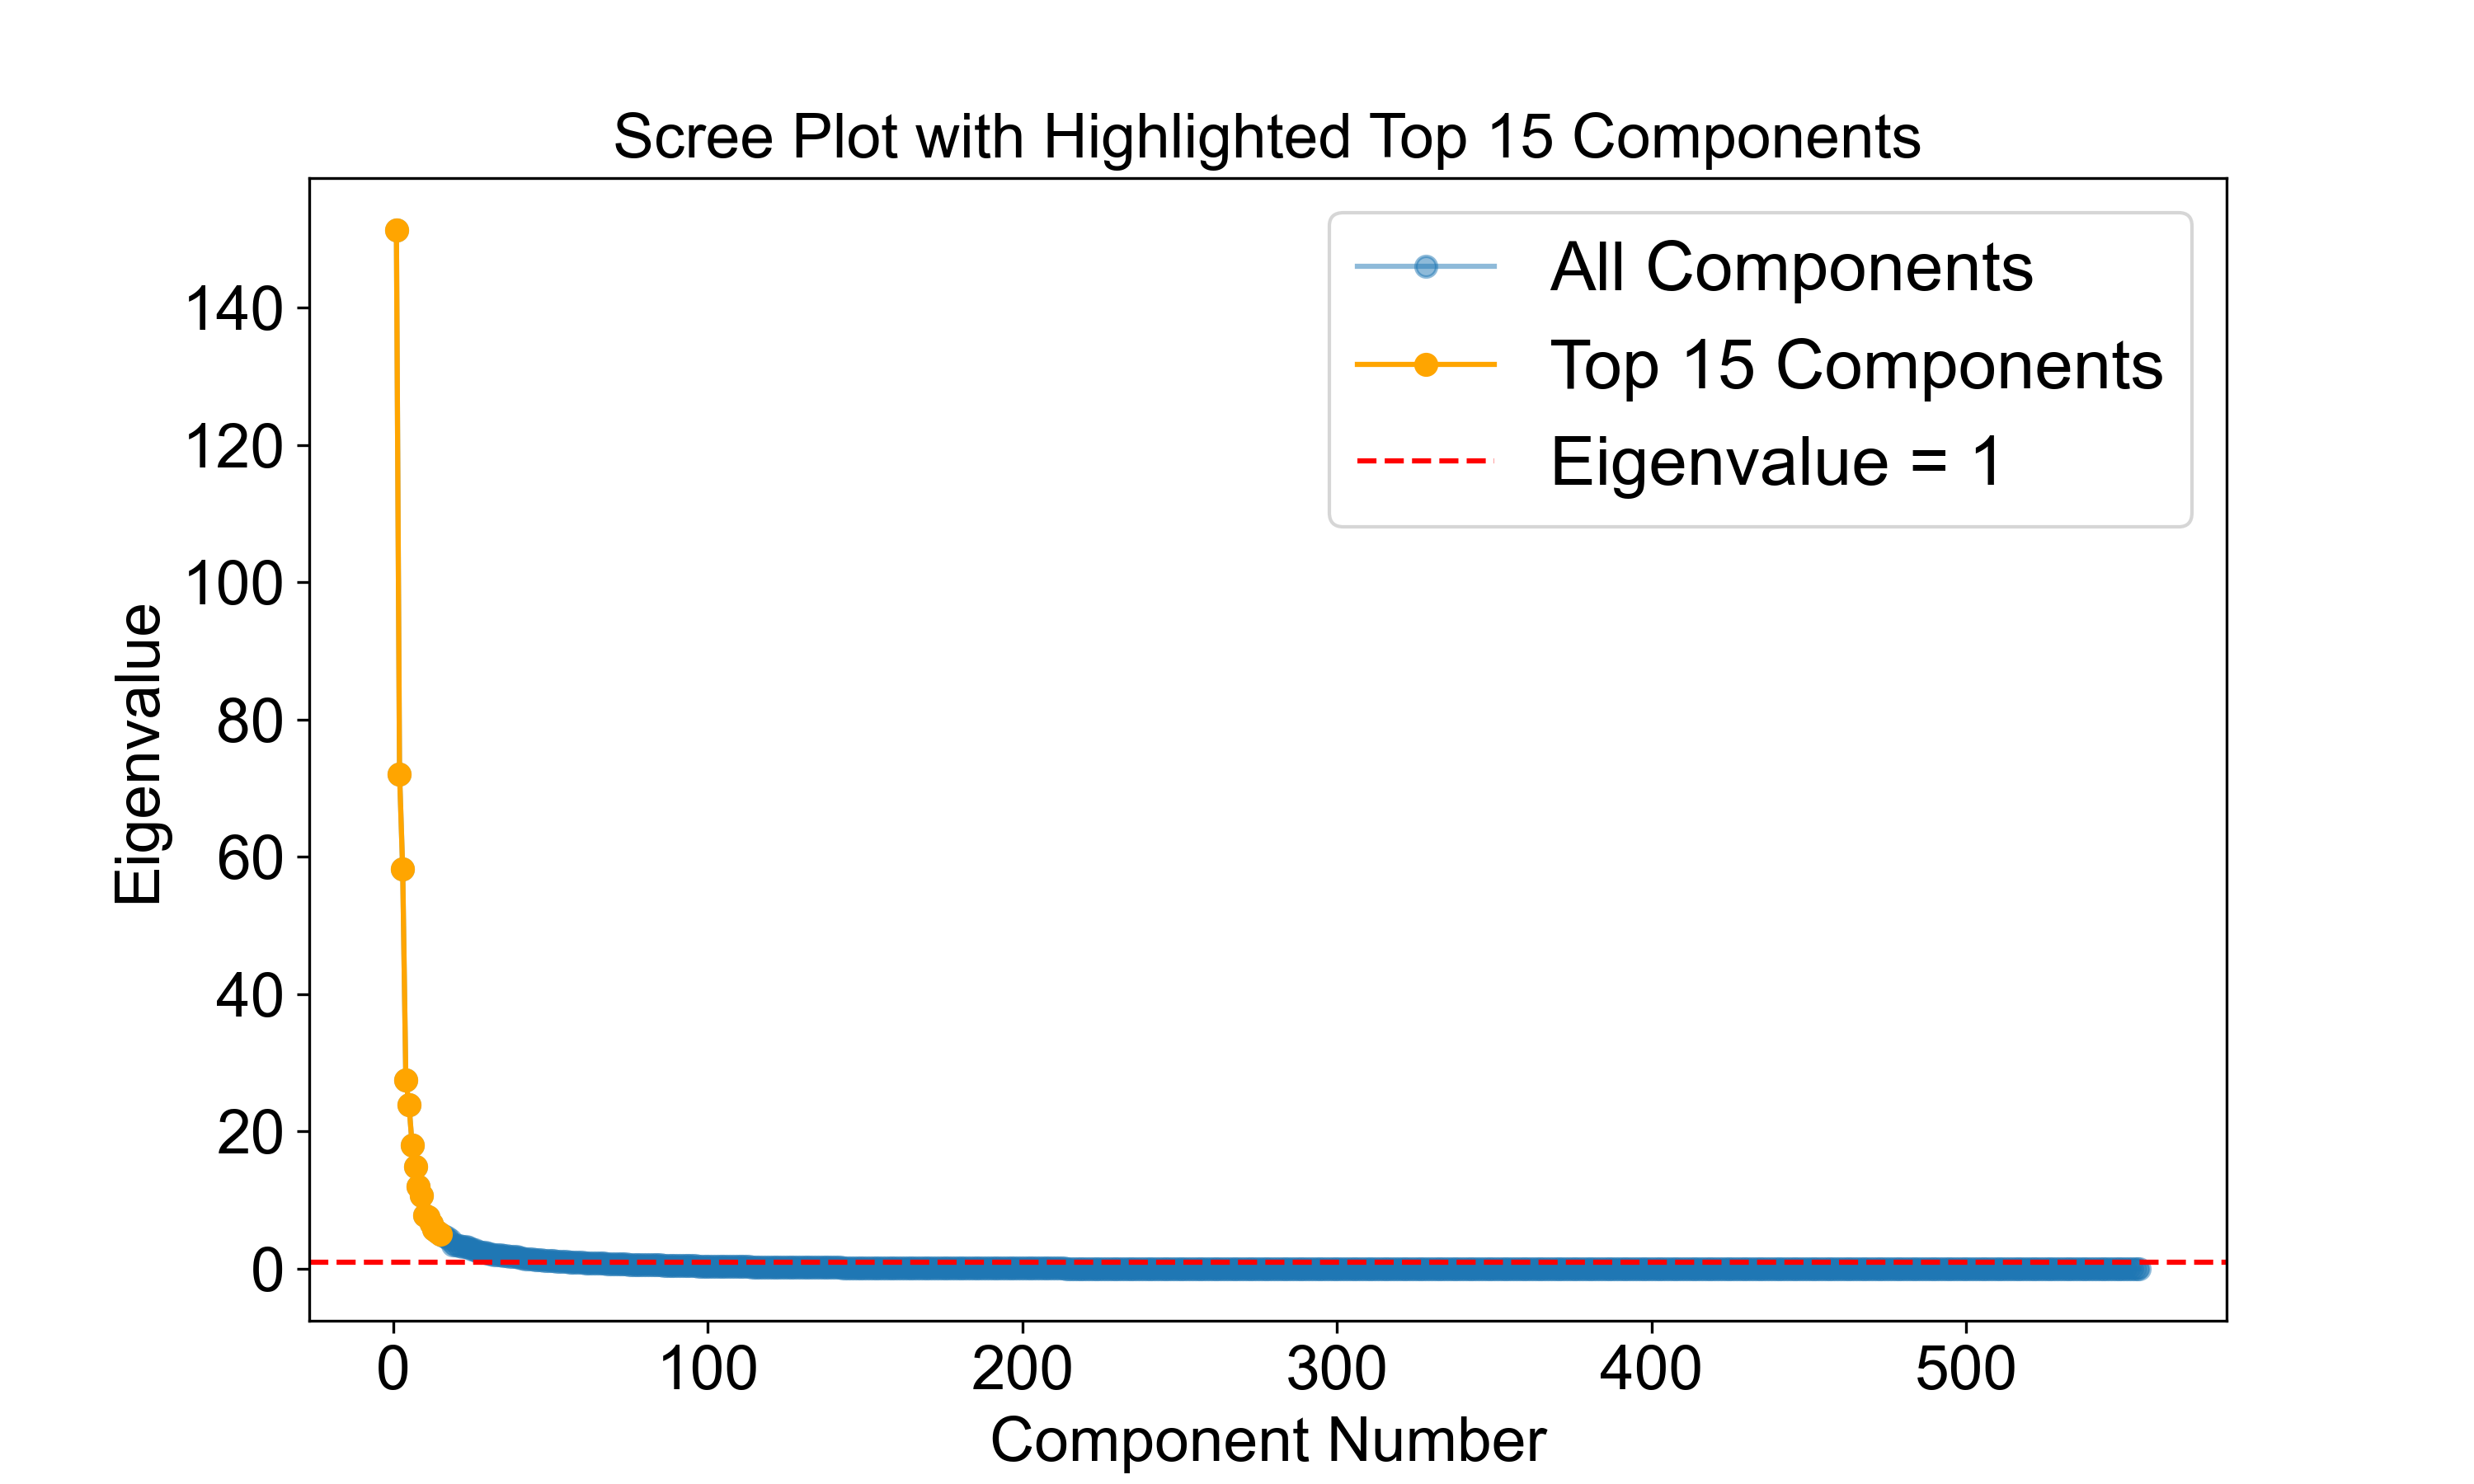 Scree Plot with Highlighted Top 15 Components
All Components
Top 15 Components
Eigenvalue = 1
Eigenvalue
140
120
100
80
60
40
20
0
0 100 200 300 400 500
Component Number